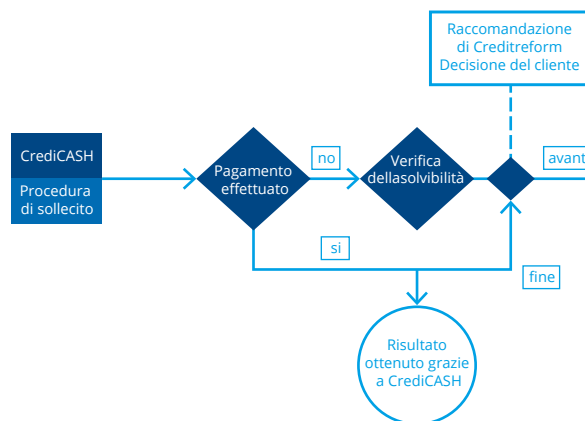 Raccomandazione
di Creditreform
Decisione del cliente
CrediCASH
Procedura
di sollecito
Pagamento
effettuato
no
Verifica
dellasolvibilità
avant
si
fine
Risultato
ottenuto grazie
a CrediCASH